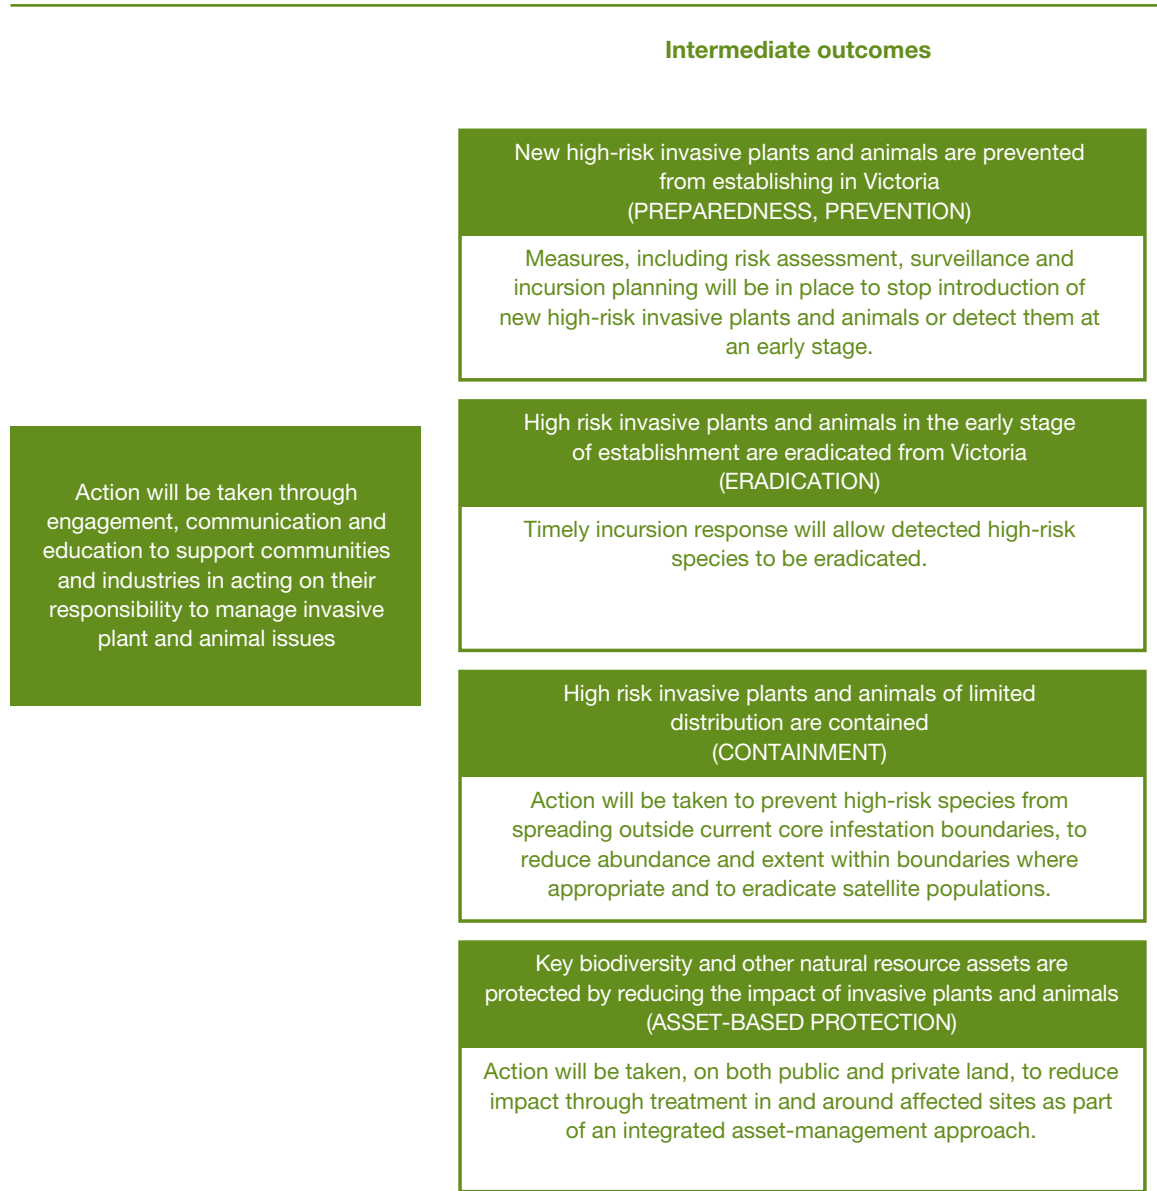 Intermediate outcomes
New high-risk invasive plants and animals are prevented
from establishing in Victoria
(PREPAREDNESS, PREVENTION)
Measures, including risk assessment, surveillance and
incursion planning will be in place to stop introduction of
new high-risk invasive plants and animals or detect them at
an early stage.
Action will be taken through
engagement, communication and
education to support communities
and industries in acting on their
responsibility to manage invasive
plant and animal issues
High risk invasive plants and animals in the early stage
of establishment are eradicated from Victoria
(ERADICATION)
Timely incursion response will allow detected high-risk
species to be eradicated.
High risk invasive plants and animals of limited
distribution are contained
(CONTAINMENT)
Action will be taken to prevent high-risk species from
spreading outside current core infestation boundaries, to
reduce abundance and extent within boundaries where
appropriate and to eradicate satellite populations.
Key biodiversity and other natural resource assets are
protected by reducing the impact of invasive plants and animals
(ASSET-BASED PROTECTION)
Action will be taken, on both public and private land, to reduce
impact through treatment in and around affected sites as part
of an integrated asset-management approach.